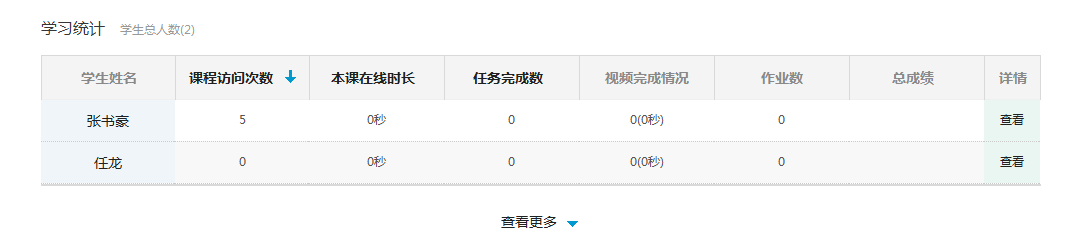 学习统计 学生总人数(2)
学生姓名 课程访问次数 本课在线时长 任务完成数 视频完成情况 作业数 总成绩 详情
张书豪 5 0秒 0 0(0秒) 0 查看
任龙 0 0秒 0 0(0秒) 0 查看
查看更多